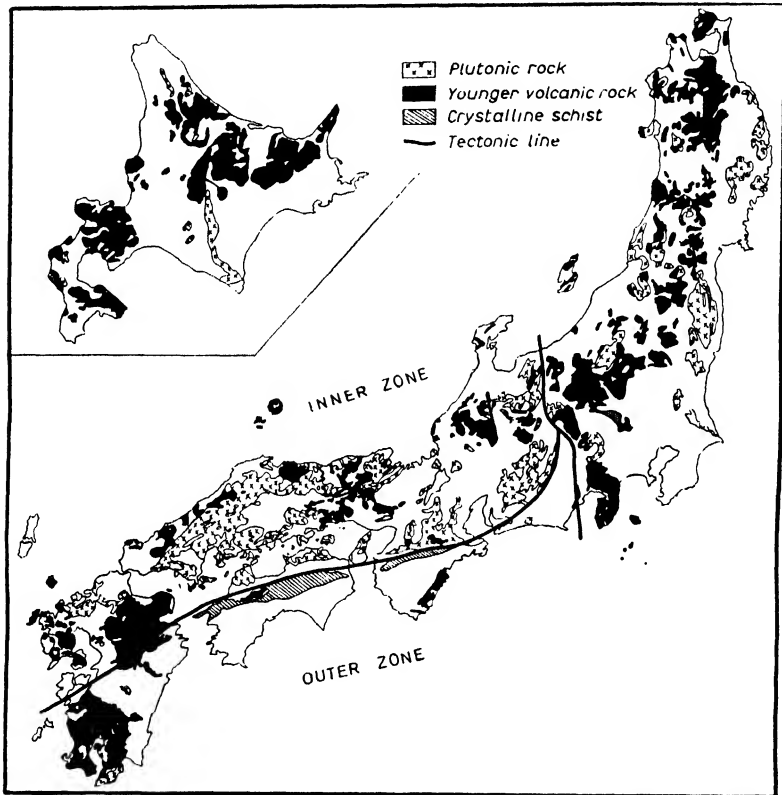 Plutonic rock
Younger volcanic rock
Crystalline schist
Tectonic line
INNER ZONE
OUTER ZONE